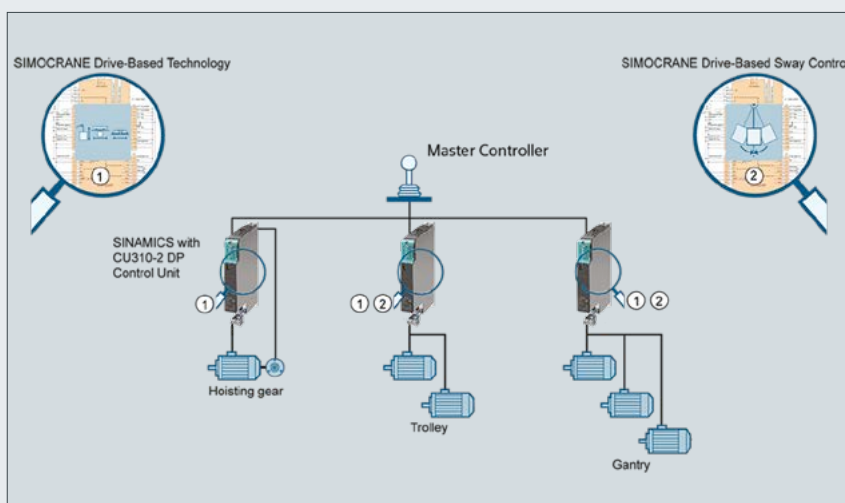 SIMOCRANE Drive-Based Technology
SIMOCRANE Drive-Based Sway Contro
1
2
Master Controller
SINAMICS with
CU310-2 DP
Control Unit
1
1 2
1 2
Hoisting gear
Trolley
Gantry